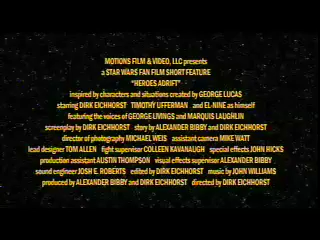 MOTIONS FILM & VIDEO, LLC presents
a STAR WARS FAN FILM SHORT FEATURE
"HEROES ADRIFT"
inspired by characters and situations created by GEORGE LUCAS
starring DIRK EICHHORST TIMOTHY UFFERMAN and EL-NINE as himself
featuring the voices of GEORGE LIVINGS and MARQUIS LAUGHLIN
screenplay by DIRK EICHHORST story by ALEXANDER BIBBY and DIRK EICHHORST
director of photography MICHAEL WEIS assistant camera MIKE WATT
lead designer TOM ALLEN fight supervisor COLLEEN KAVANAUGH special effects JOHN HICKS
production assistant AUSTIN THOMPSON visual effects supervisor ALEXANDER BIBBY
sound engineer JOSH E. ROBERTS edited by DIRK EICHHORST music by JOHN WILLIAMS
produced by ALEXANDER BIBBY and DIRK EICHHORST directed by DIRK EICHHORST